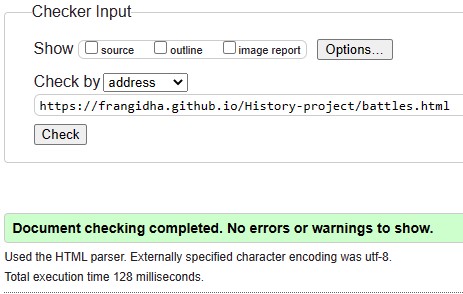 Checker Input
Show source outline image report Options...
Check by address
https://frangidha.github.io/History-project/battles.html
Check
Document checking completed. No errors or warnings to show.
Used the HTML parser. Externally specified character encoding was utf-8.
Total execution time 128 milliseconds.